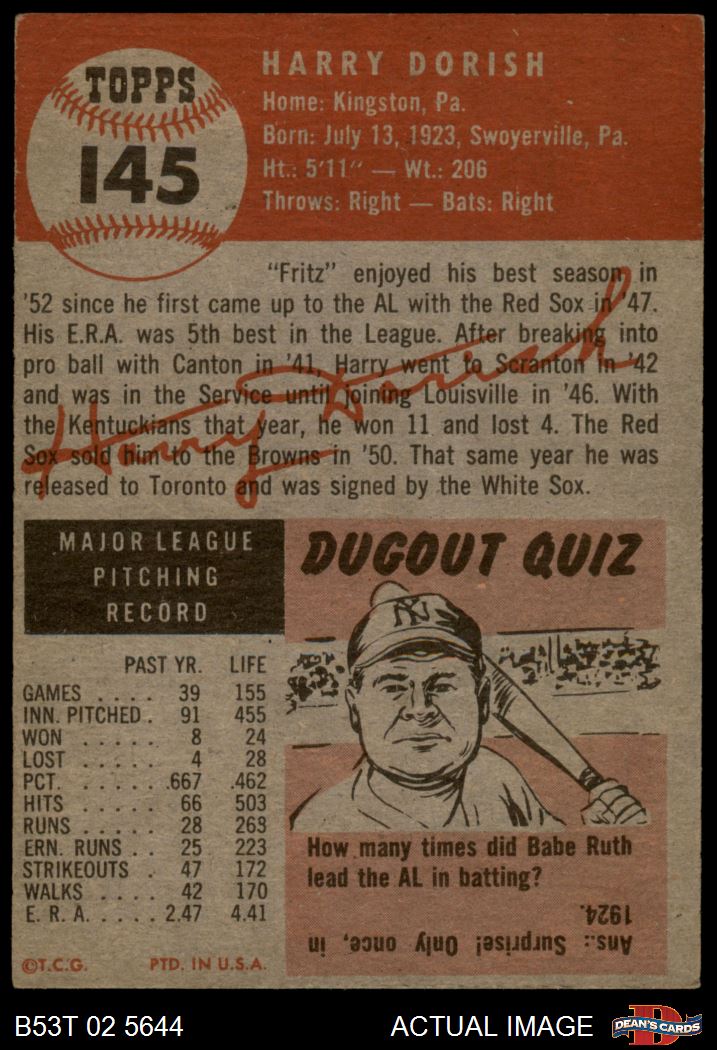 TOPPS
145
HARRY DORISH
Home: Kingston, Pa.
Born: July 13, 1923, Swoyerville, Pa.
Ht.: 5'11" — Wt.: 206
Throws: Right — Bats: Right
"Fritz" enjoyed his best season in
'52 since he first came up to the AL with the Red Sox in '47.
His E.R.A. was 5th best in the League. After breaking into
pro ball with Canton in '41, Harry went to Scranton in '42
and was in the Service until joining Louisville in '46. With
the Kentuckians that year, he won 11 and lost 4. The Red
Sox sold him to the Browns in '50. That same year he was
released to Toronto and was signed by the White Sox.
Harry Dorish
MAJOR LEAGUE
PITCHING
RECORD
PAST YR. LIFE
GAMES . . . . 39 155
INN. PITCHED . 91 455
WON . . . . . 8 24
LOST . . . . . 4 28
PCT. . . . . . .667 .462
HITS . . . . . 66 503
RUNS . . . . . 28 263
ERN. RUNS . . 25 223
STRIKEOUTS . 47 172
WALKS . . . . 42 170
E. R. A. . . . . 2.47 4.41
©T.C.G. PTD. IN U.S.A.
DUGOUT QUIZ
NY
How many times did Babe Ruth
lead the AL in batting?
Ans.: Surprise! Only once, in
1924.
B53T 02 5644
ACTUAL IMAGE
D
DEAN'S CARDS